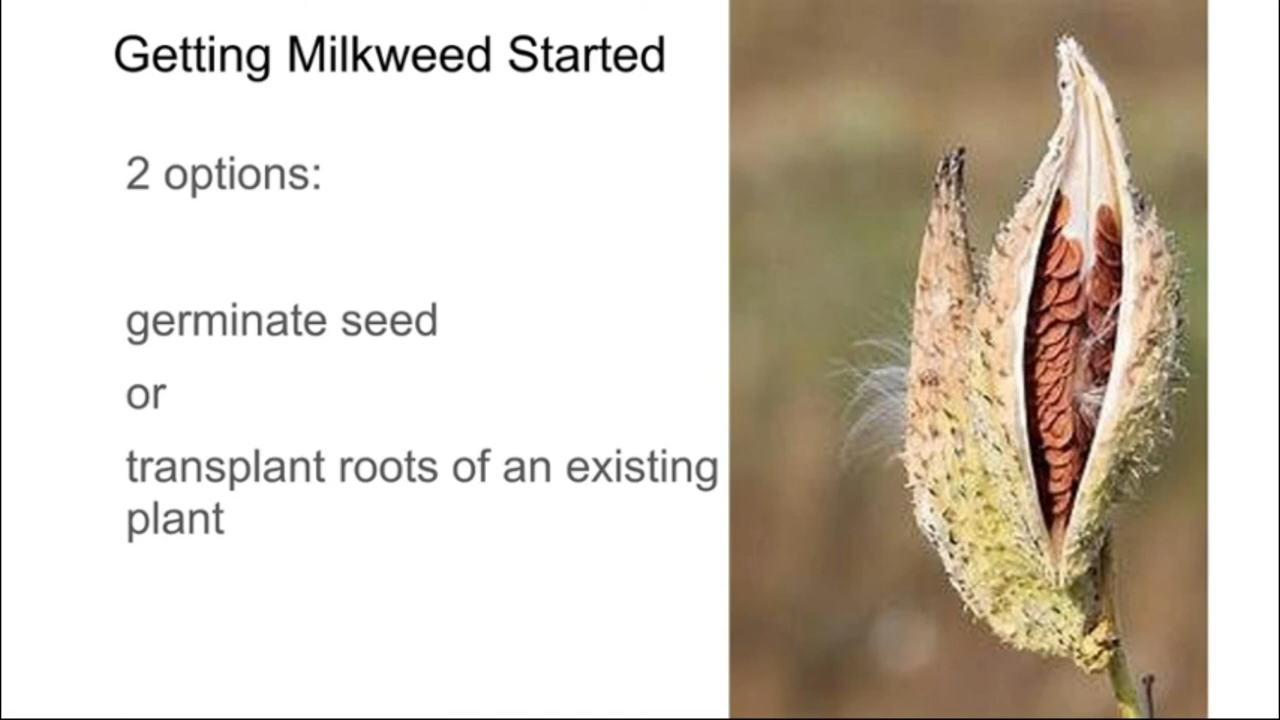 Getting Milkweed Started
2 options:
germinate seed
or
transplant roots of an existing
plant